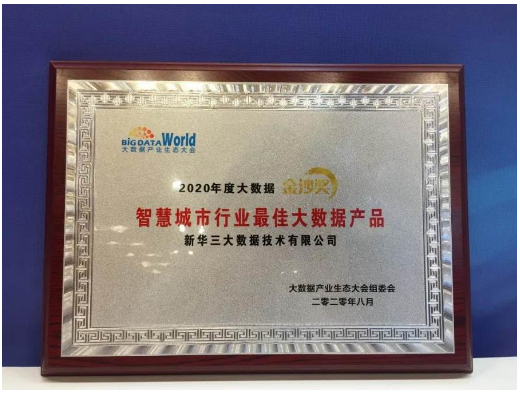 BiG DATA World
大数据产业生态大会
2020年度大数据 金沙奖
智慧城市行业最佳大数据产品
新华三大数据技术有限公司
大数据产业生态大会组委会
二零二零年八月